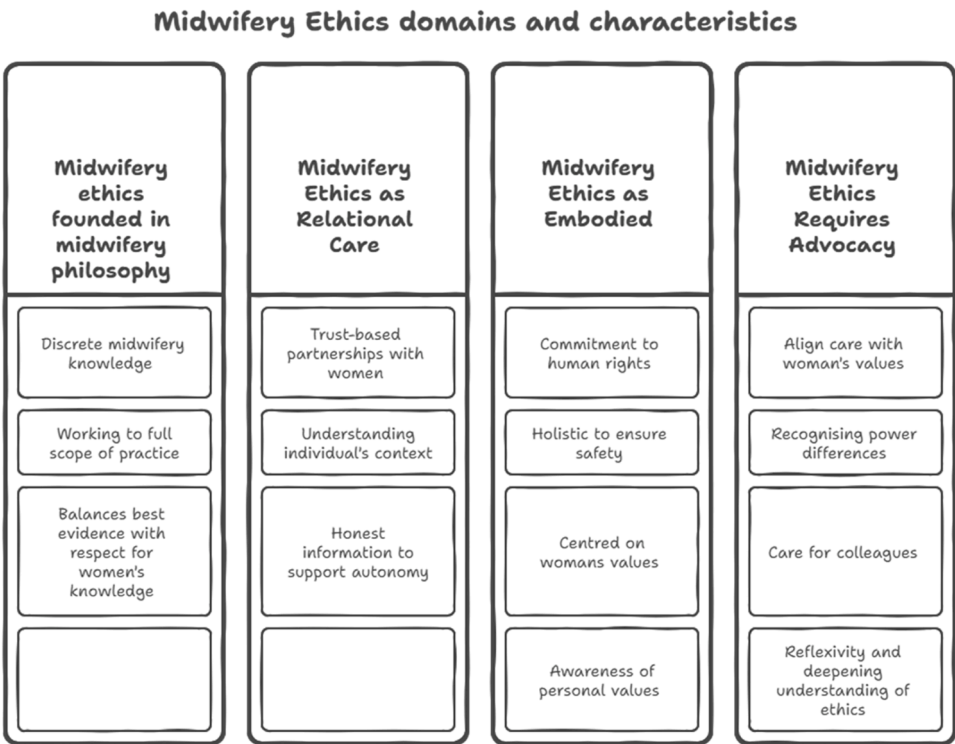 Midwifery Ethics domains and characteristics
Midwifery
ethics
founded in
midwifery
philosophy
Discrete midwifery
knowledge
Working to full
scope of practice
Balances best
evidence with
respect for
women's
knowledge
Midwifery
Ethics as
Relational
Care
Trust-based
partnerships with
women
Understanding
individual's context
Honest
information to
support autonomy
Midwifery
Ethics as
Embodied
Commitment to
human rights
Holistic to ensure
safety
Centred on
womans values
Awareness of
personal values
Midwifery
Ethics
Requires
Advocacy
Align care with
woman's values
Recognising power
differences
Care for colleagues
Reflexivity and
deepening
understanding of
ethics